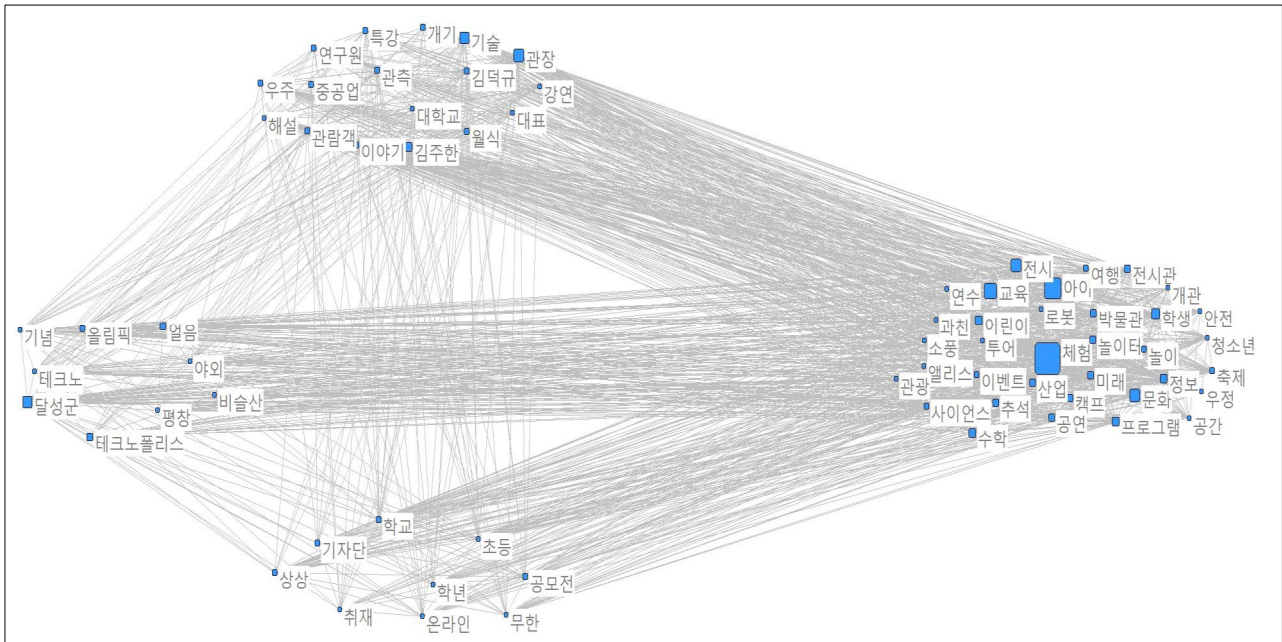 특강
개기
기술
연구원
관장
관측
김덕규
우주
중공업
강연
대학교
대표
해설
관람객
월식
이야기
김주한
기념
올림픽
얼음
야외
테크노
달성군
평창
비슬산
테크노폴리스
전시
여행
전시관
연수
교육
아이
개관
과천
어린이
로봇
박물관
학생
안전
소풍
투어
체험
놀이터
놀이
청소년
앨리스
관광
이벤트
산업
미래
정보
축제
우정
사이언스
추석
캠프
문화
수학
공연
프로그램
공간
학교
기자단
초등
상상
학년
공모전
취재
온라인
무한